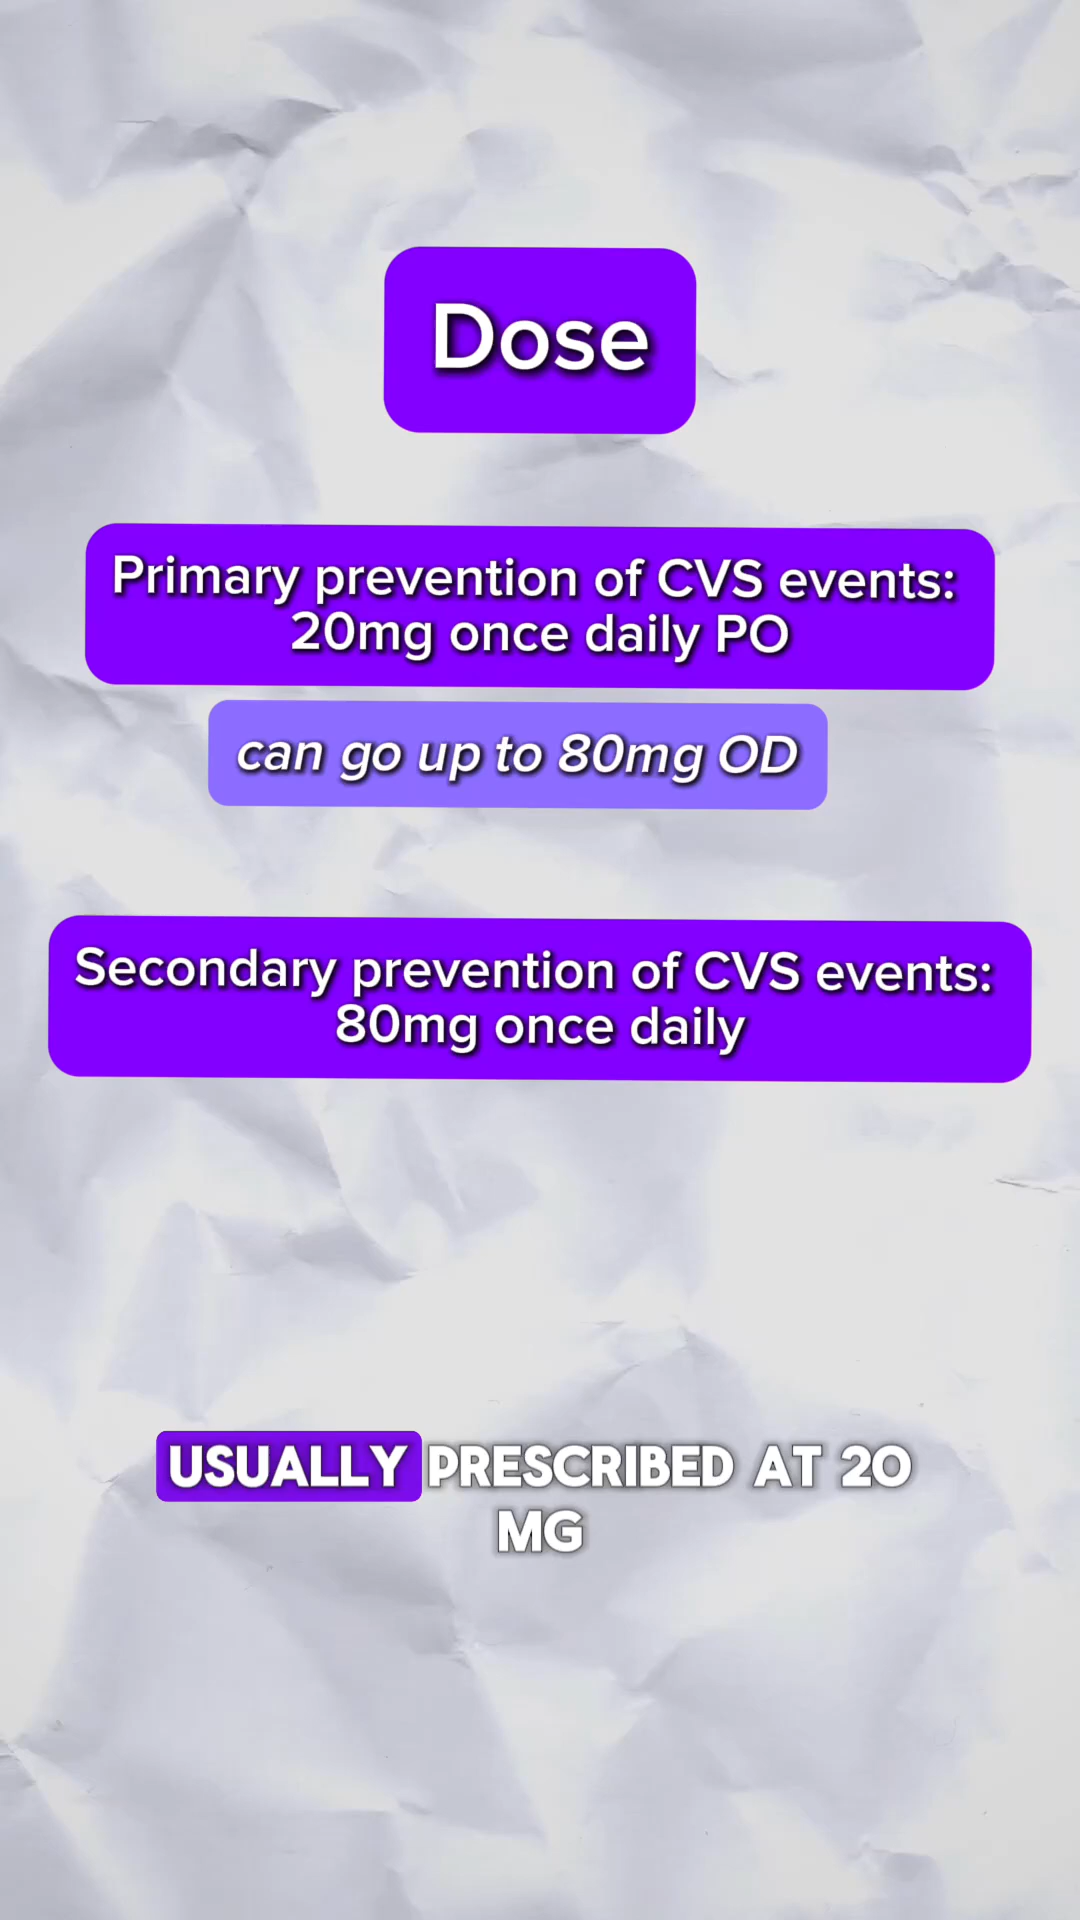 Dose
Primary prevention of CVS events:
20mg once daily PO
can go up to 80mg OD
Secondary prevention of CVS events:
80mg once daily
USUALLY PRESCRIBED AT 20
MG